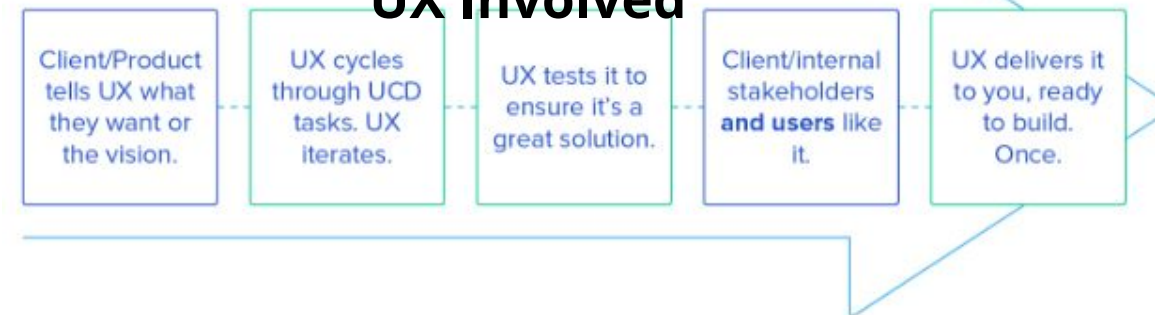 UX Involved
Client/Product
tells UX what
they want or
the vision.
UX cycles
through UCD
tasks. UX
iterates.
UX tests it to
ensure it's a
great solution.
Client/internal
stakeholders
and users like
it.
UX delivers it
to you, ready
to build.
Once.